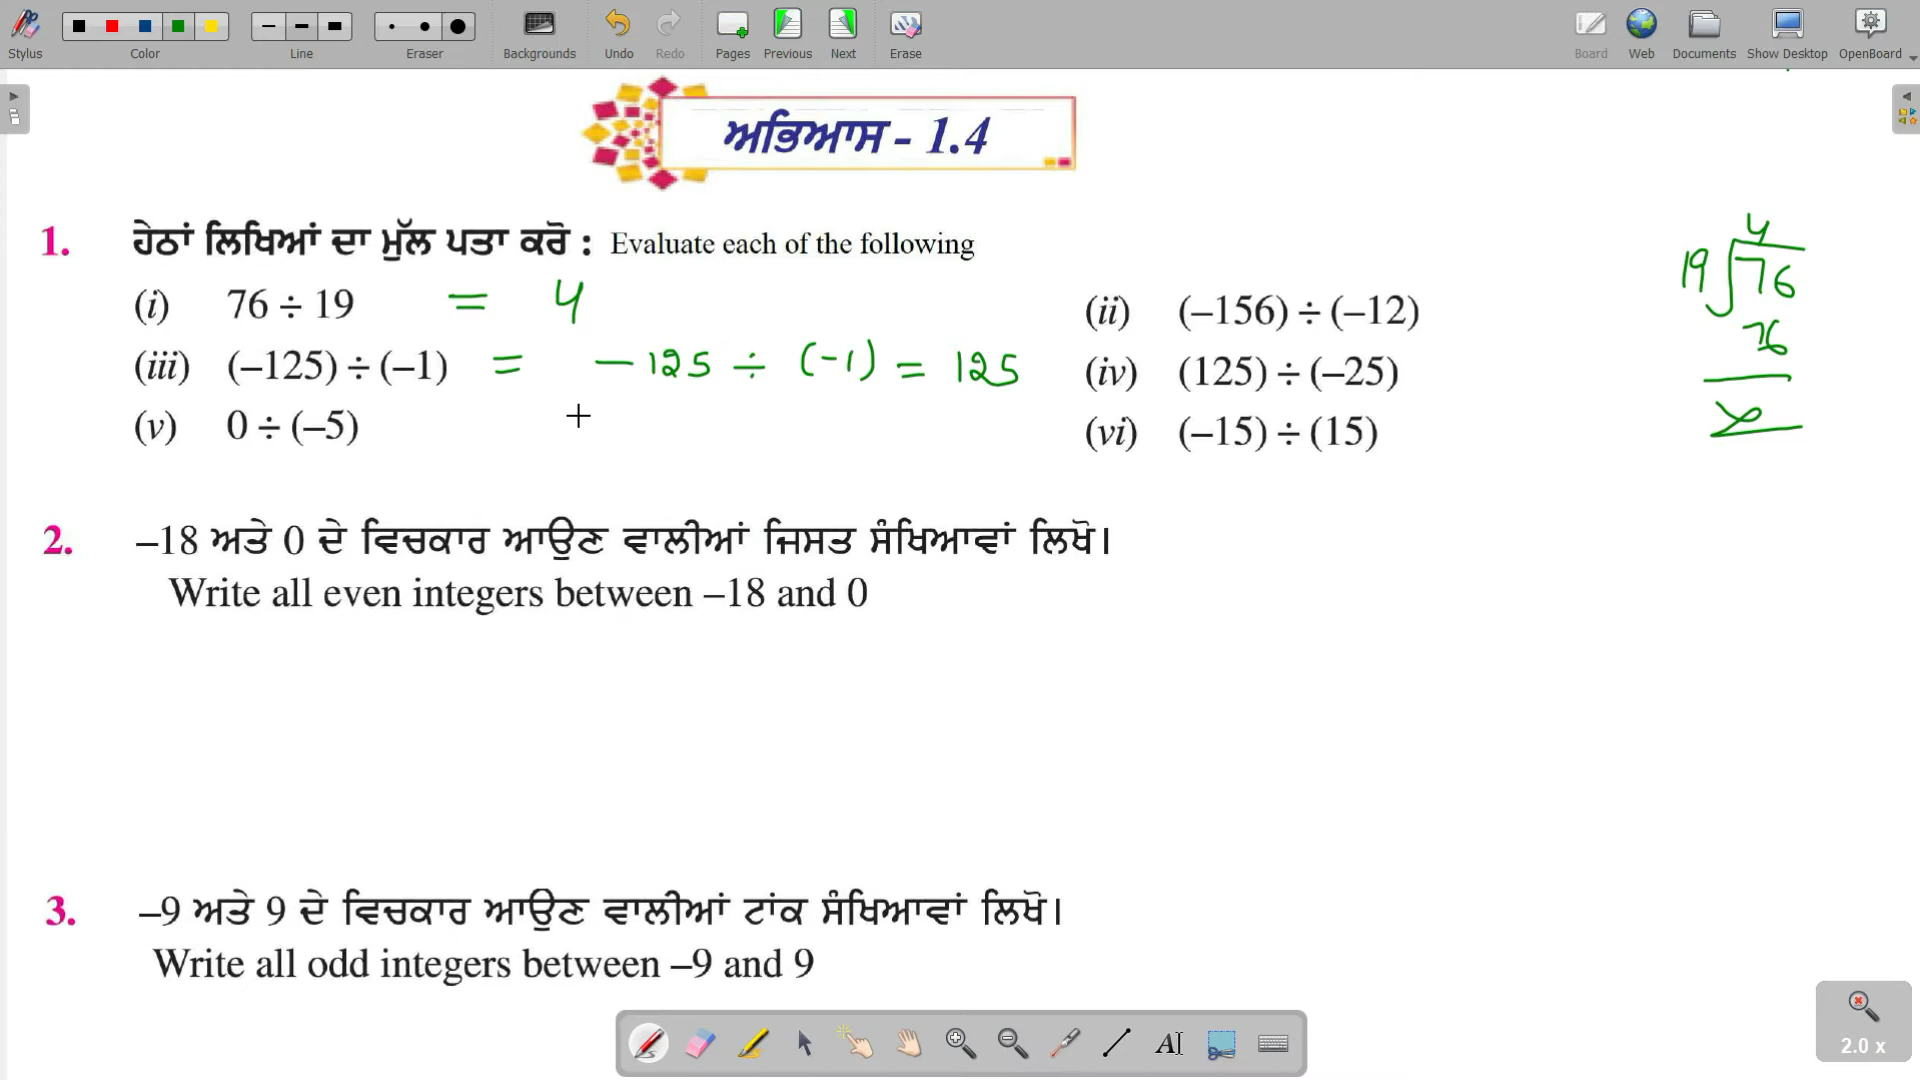 Stylus Color Line Eraser Backgrounds Undo Redo Pages Previous Next Erase Board Web Documents Show Desktop OpenBoard
ਅਭਿਆਸ - 1.4
1. ਹੇਠਾਂ ਲਿਖਿਆਂ ਦਾ ਮੁੱਲ ਪਤਾ ਕਰੋ : Evaluate each of the following
(i) 76 ÷ 19 = 4
(ii) (–156) ÷ (–12)
(iii) (–125) ÷ (–1) = – 125 ÷ (-1) = 125
(iv) (125) ÷ (–25)
(v) 0 ÷ (–5)
(vi) (–15) ÷ (15)
4
19 76
76
2. –18 ਅਤੇ 0 ਦੇ ਵਿਚਕਾਰ ਆਉਣ ਵਾਲੀਆਂ ਜਿਸਤ ਸੰਖਿਆਵਾਂ ਲਿਖੋ।
Write all even integers between –18 and 0
3. –9 ਅਤੇ 9 ਦੇ ਵਿਚਕਾਰ ਆਉਣ ਵਾਲੀਆਂ ਟਾਂਕ ਸੰਖਿਆਵਾਂ ਲਿਖੋ।
Write all odd integers between –9 and 9
2.0 x